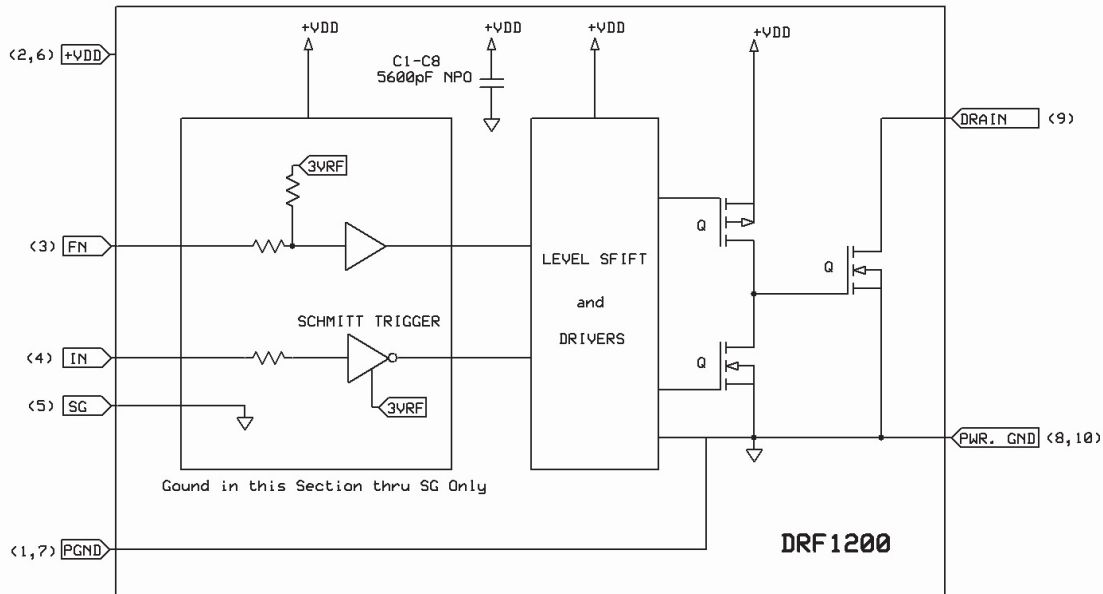 +VDD +VDD +VDD +VDD
(2,6) +VDD
C1-C8
5600pF NPO
DRAIN (9)
3VRF
Q
(3) FN
LEVEL SFIFT
and
DRIVERS
Q
SCHMITT TRIGGER
(4) IN
Q
(5) SG
3VRF
PWR. GND (8,10)
Gound in this Section thru SG Only
(1,7) PGND
DRF1200